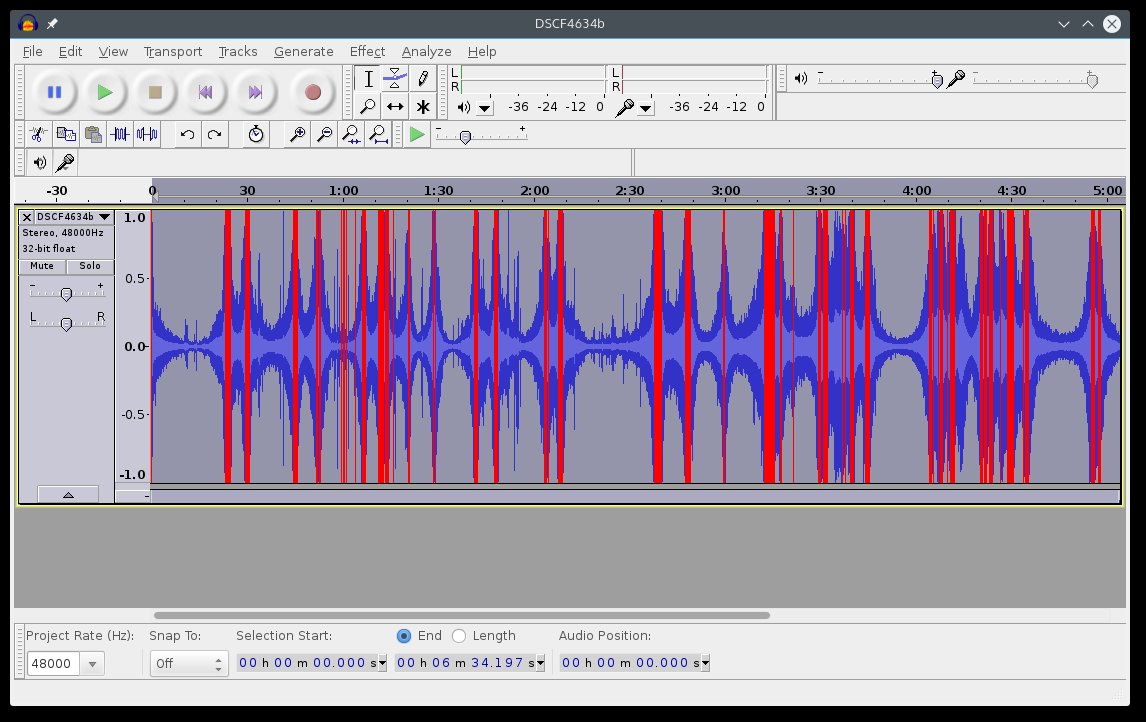 DSCF4634b
File Edit View Transport Tracks Generate Effect Analyze Help
L
R
-36 -24 -12 0
L
R
-36 -24 -12 0
- +
- +
- +
-30 0 30 1:00 1:30 2:00 2:30 3:00 3:30 4:00 4:30 5:00
DSCF4634b
Stereo, 48000Hz
32-bit float
Mute Solo
- +
L R
1.0
0.5-
0.0-
-0.5-
-1.0
-
Project Rate (Hz): Snap To: Selection Start: End Length Audio Position:
48000 Off 00 h 00 m 00.000 s 00 h 06 m 34.197 s 00 h 00 m 00.000 s